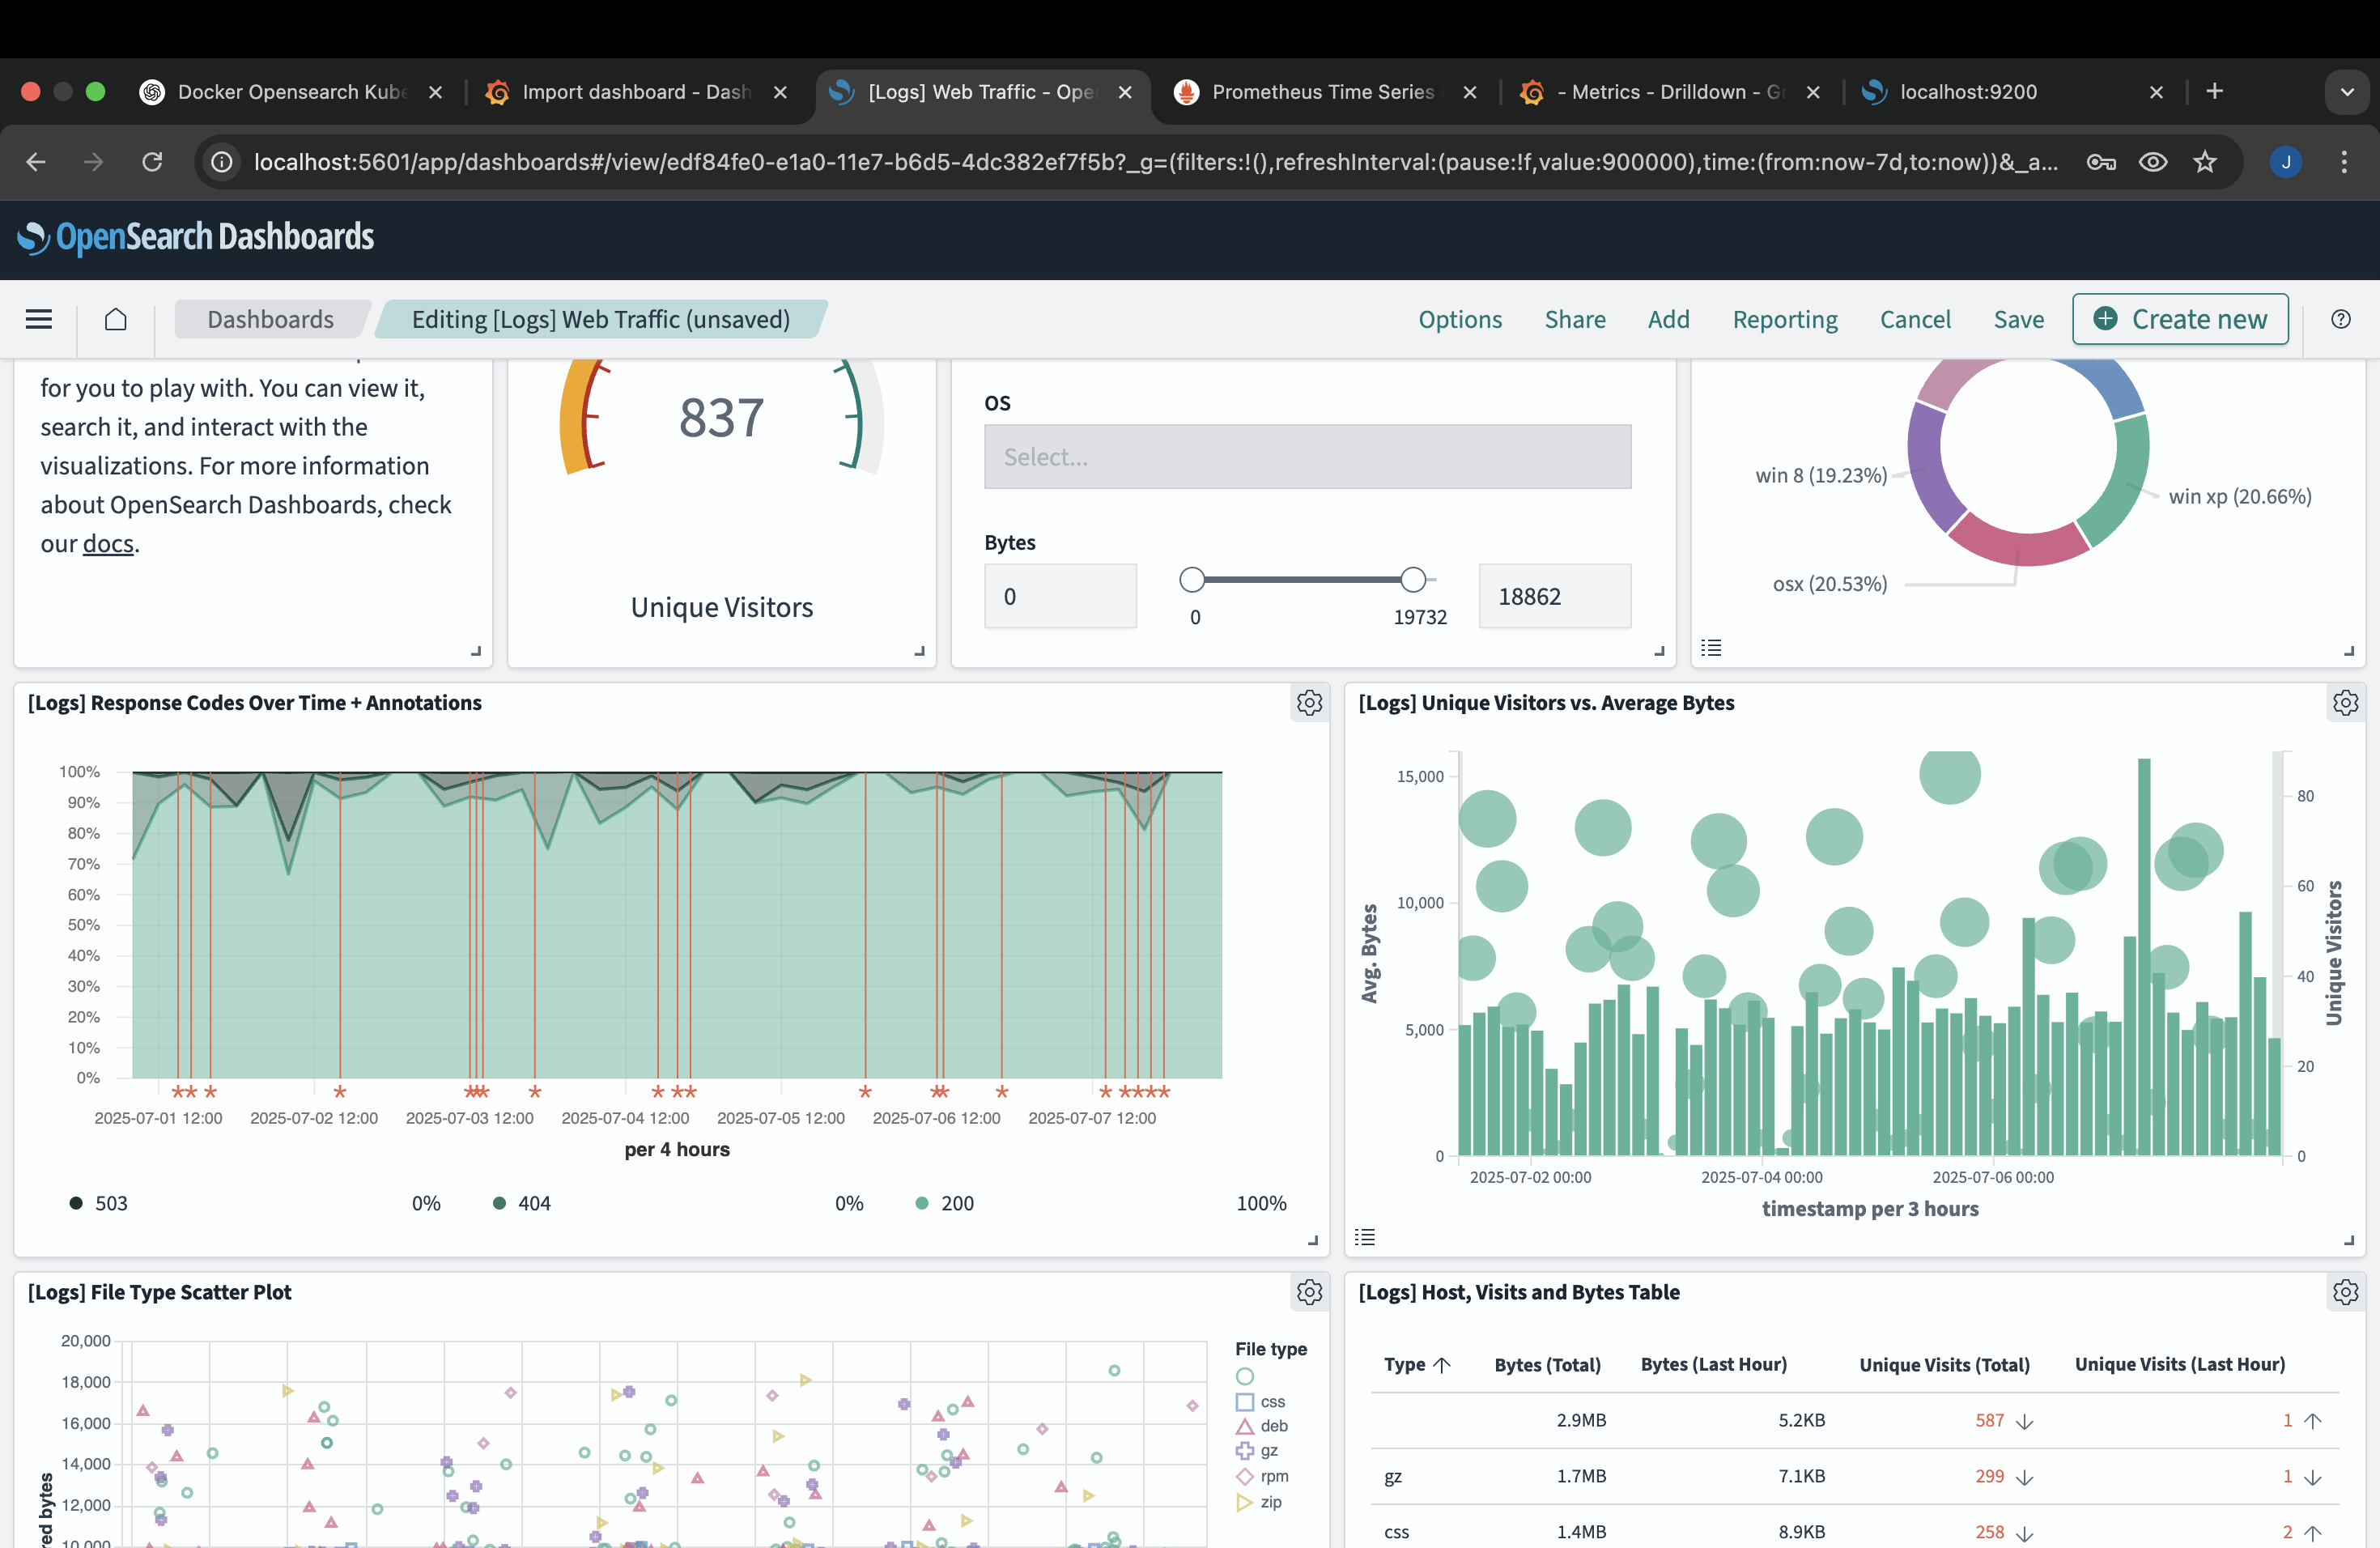 Docker Opensearch Kube
Import dashboard - Dash
[Logs] Web Traffic - Ope
Prometheus Time Series
- Metrics - Drilldown - Gr
localhost:9200
localhost:5601/app/dashboards#/view/edf84fe0-e1a0-11e7-b6d5-4dc382ef7f5b?_g=(filters:!(),refreshInterval:(pause:!f,value:900000),time:(from:now-7d,to:now))&_a...
J
OpenSearch Dashboards
Dashboards
Editing [Logs] Web Traffic (unsaved)
Options
Share
Add
Reporting
Cancel
Save
Create new
for you to play with. You can view it,
search it, and interact with the
visualizations. For more information
about OpenSearch Dashboards, check
our docs.
837
Unique Visitors
OS
Select...
Bytes
0
0
19732
18862
win 8 (19.23%)
win xp (20.66%)
osx (20.53%)
[Logs] Response Codes Over Time + Annotations
100%
90%
80%
70%
60%
50%
40%
30%
20%
10%
0%
2025-07-01 12:00
2025-07-02 12:00
2025-07-03 12:00
2025-07-04 12:00
2025-07-05 12:00
2025-07-06 12:00
2025-07-07 12:00
per 4 hours
503 0%
404 0%
200 100%
[Logs] Unique Visitors vs. Average Bytes
15,000
10,000
5,000
0
Avg. Bytes
80
60
40
20
0
Unique Visitors
2025-07-02 00:00
2025-07-04 00:00
2025-07-06 00:00
timestamp per 3 hours
[Logs] File Type Scatter Plot
20,000
18,000
16,000
14,000
12,000
10,000
red bytes
File type
css
deb
gz
rpm
zip
[Logs] Host, Visits and Bytes Table
Type Bytes (Total) Bytes (Last Hour) Unique Visits (Total) Unique Visits (Last Hour)
2.9MB 5.2KB 587 1
gz 1.7MB 7.1KB 299 1
css 1.4MB 8.9KB 258 2